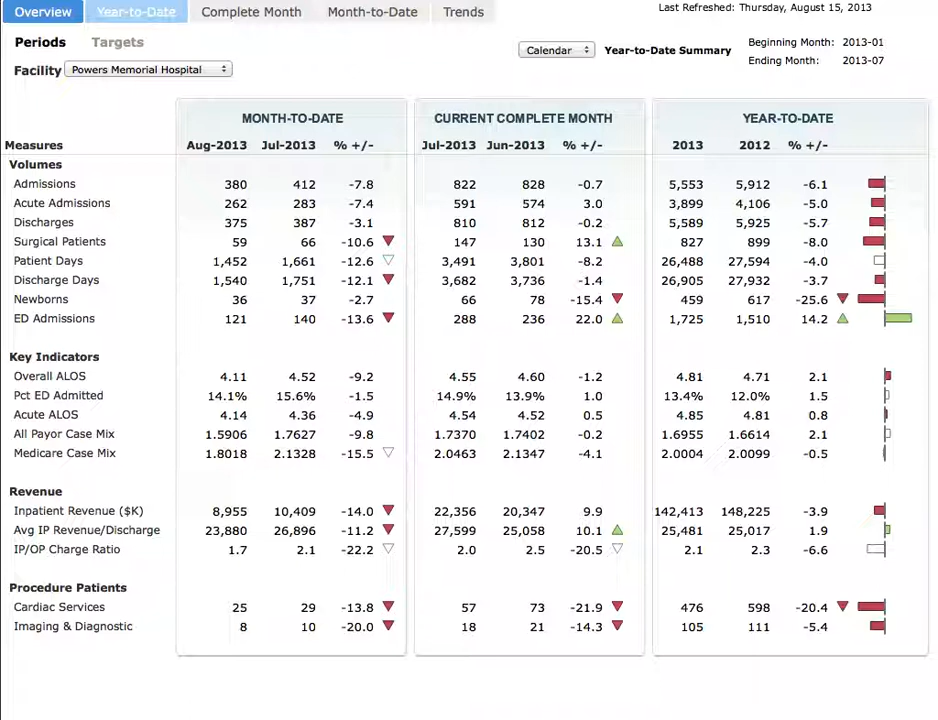 Overview Year-to-Date Complete Month Month-to-Date Trends Last Refreshed: Thursday, August 15, 2013
Periods Targets Calendar Year-to-Date Summary Beginning Month: 2013-01
Ending Month: 2013-07
Facility Powers Memorial Hospital
MONTH-TO-DATE CURRENT COMPLETE MONTH YEAR-TO-DATE
Measures Aug-2013 Jul-2013 % +/- Jul-2013 Jun-2013 % +/- 2013 2012 % +/-
Volumes
Admissions 380 412 -7.8 822 828 -0.7 5,553 5,912 -6.1
Acute Admissions 262 283 -7.4 591 574 3.0 3,899 4,106 -5.0
Discharges 375 387 -3.1 810 812 -0.2 5,589 5,925 -5.7
Surgical Patients 59 66 -10.6 147 130 13.1 827 899 -8.0
Patient Days 1,452 1,661 -12.6 3,491 3,801 -8.2 26,488 27,594 -4.0
Discharge Days 1,540 1,751 -12.1 3,682 3,736 -1.4 26,905 27,932 -3.7
Newborns 36 37 -2.7 66 78 -15.4 459 617 -25.6
ED Admissions 121 140 -13.6 288 236 22.0 1,725 1,510 14.2
Key Indicators
Overall ALOS 4.11 4.52 -9.2 4.55 4.60 -1.2 4.81 4.71 2.1
Pct ED Admitted 14.1% 15.6% -1.5 14.9% 13.9% 1.0 13.4% 12.0% 1.5
Acute ALOS 4.14 4.36 -4.9 4.54 4.52 0.5 4.85 4.81 0.8
All Payor Case Mix 1.5906 1.7627 -9.8 1.7370 1.7402 -0.2 1.6955 1.6614 2.1
Medicare Case Mix 1.8018 2.1328 -15.5 2.0463 2.1347 -4.1 2.0004 2.0099 -0.5
Revenue
Inpatient Revenue ($K) 8,955 10,409 -14.0 22,356 20,347 9.9 142,413 148,225 -3.9
Avg IP Revenue/Discharge 23,880 26,896 -11.2 27,599 25,058 10.1 25,481 25,017 1.9
IP/OP Charge Ratio 1.7 2.1 -22.2 2.0 2.5 -20.5 2.1 2.3 -6.6
Procedure Patients
Cardiac Services 25 29 -13.8 57 73 -21.9 476 598 -20.4
Imaging & Diagnostic 8 10 -20.0 18 21 -14.3 105 111 -5.4